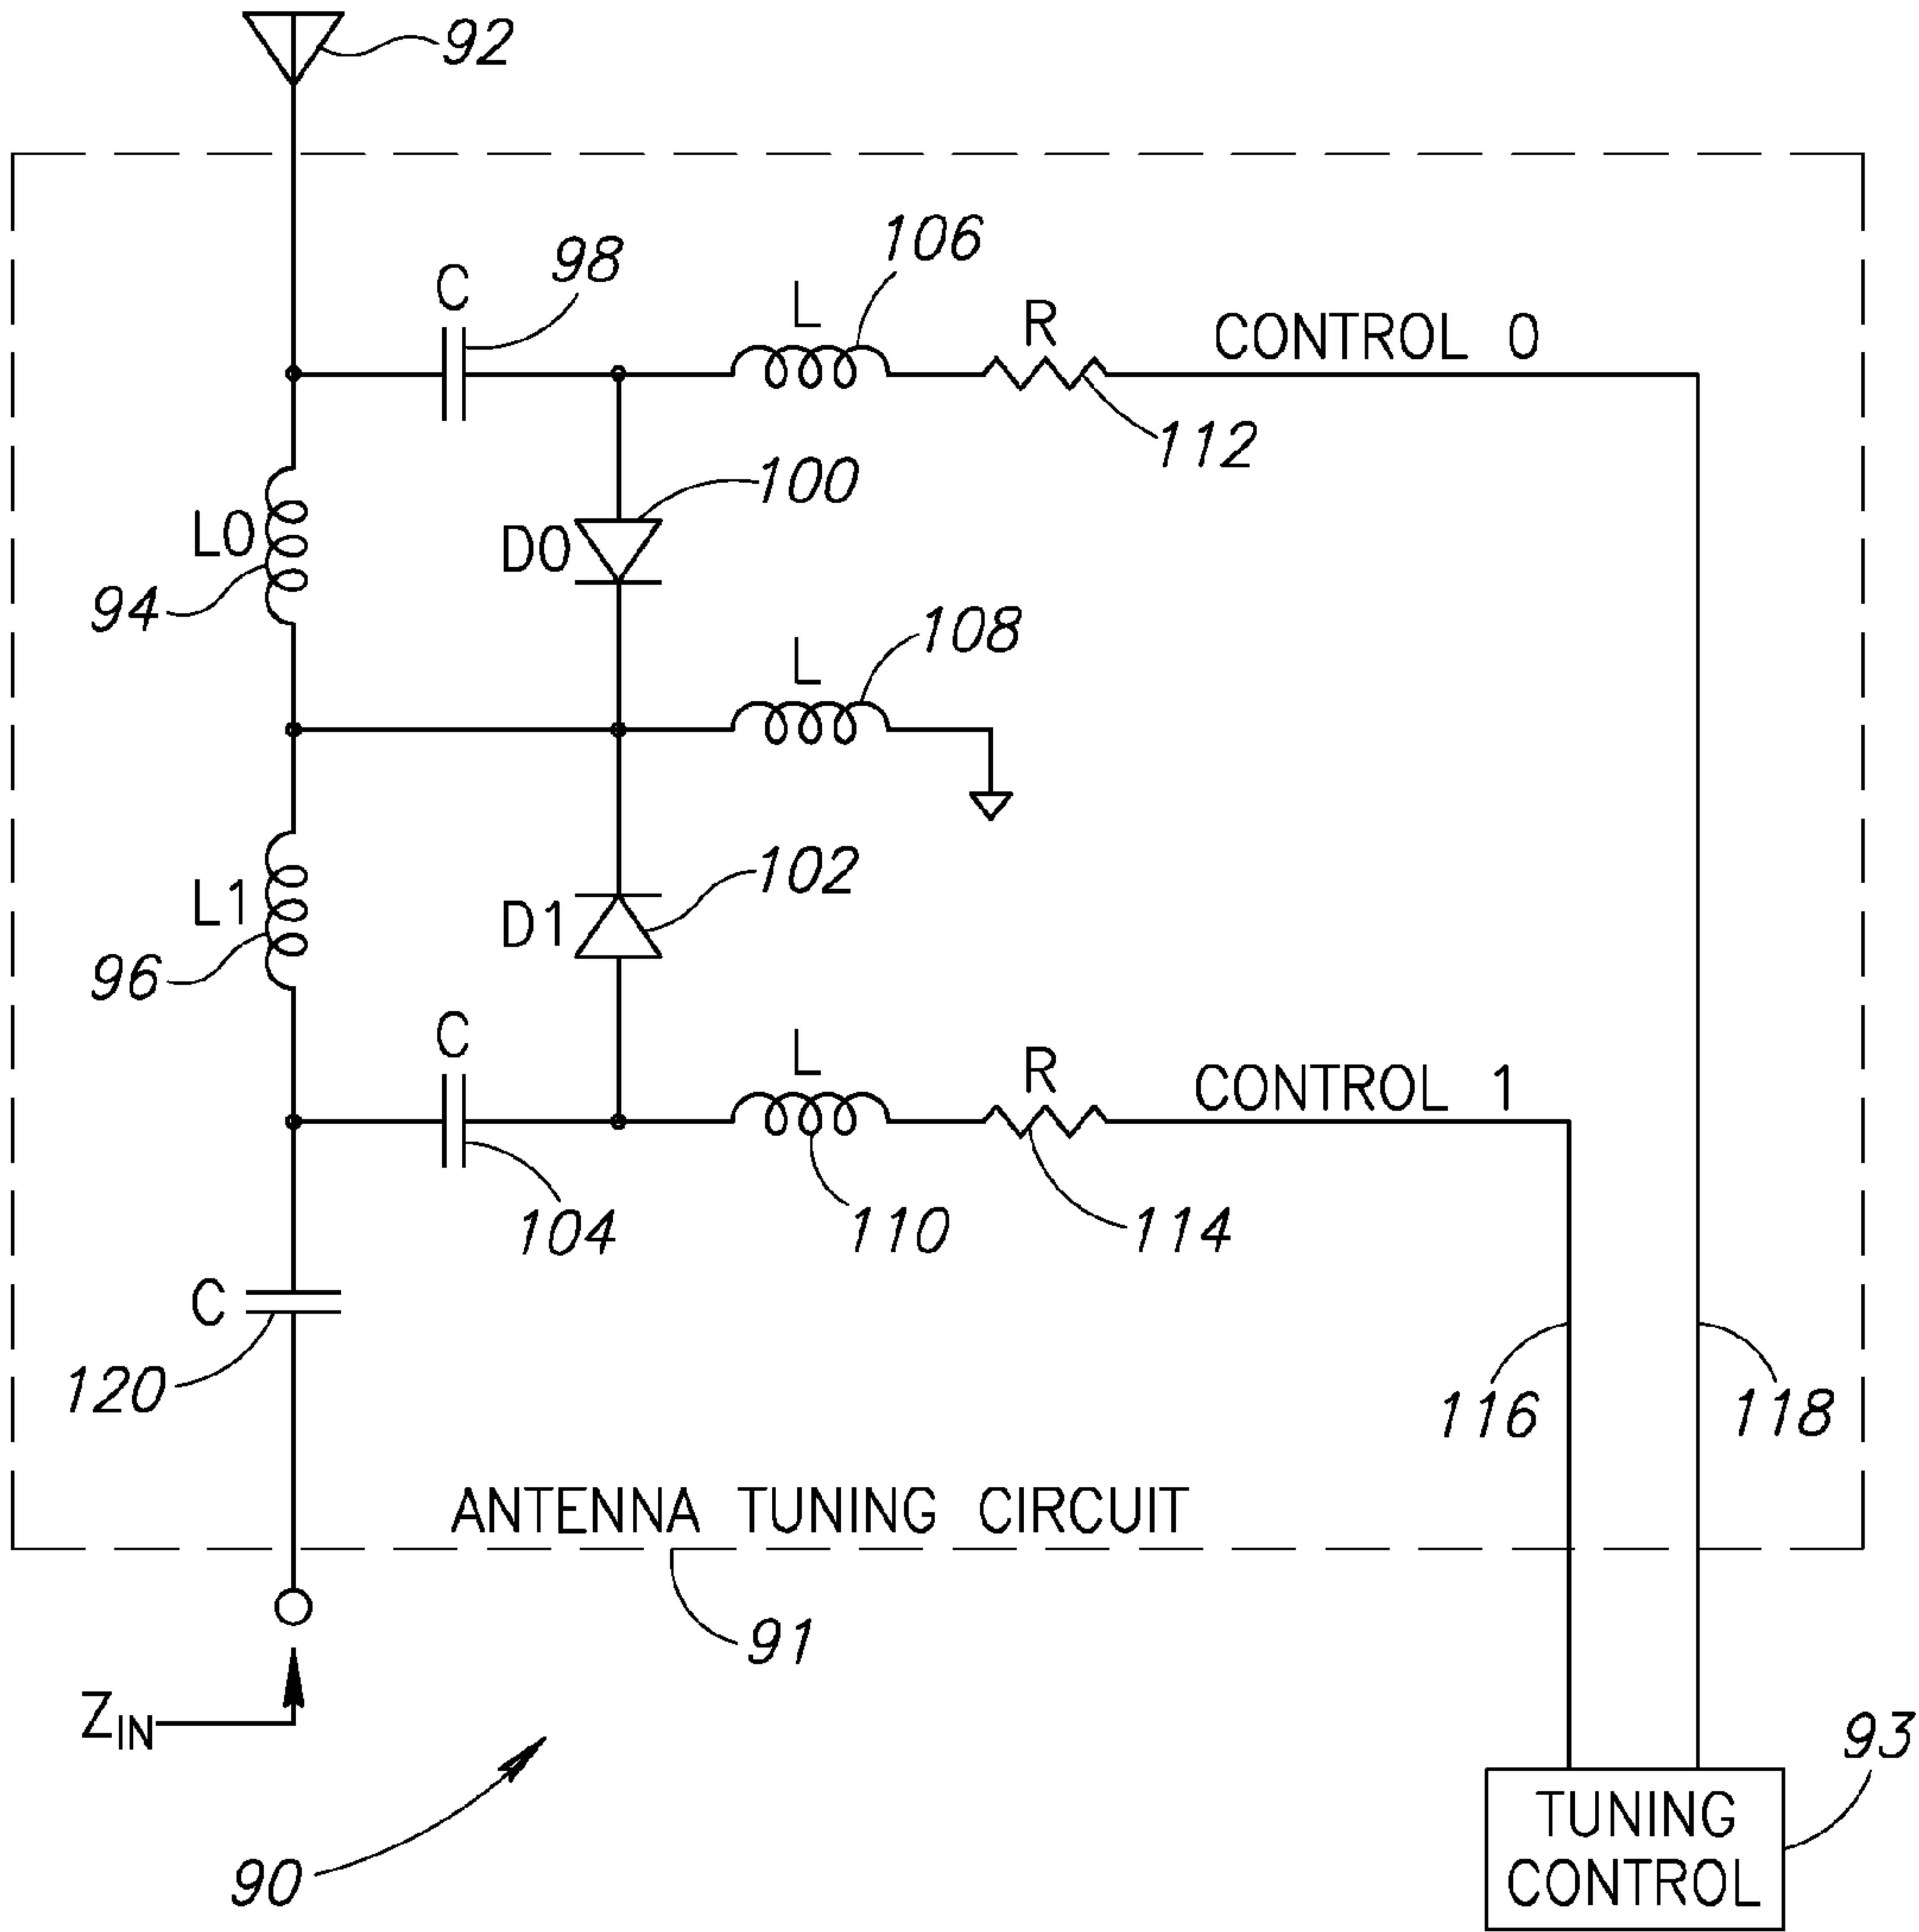 92
106
98
C
L
R
CONTROL 0
112
100
L0
D0
94
108
L
102
L1
D1
96
C
L
R
CONTROL 1
104
110
114
C
120
116
118
ANTENNA TUNING CIRCUIT
91
ZIN
93
TUNING
CONTROL
90